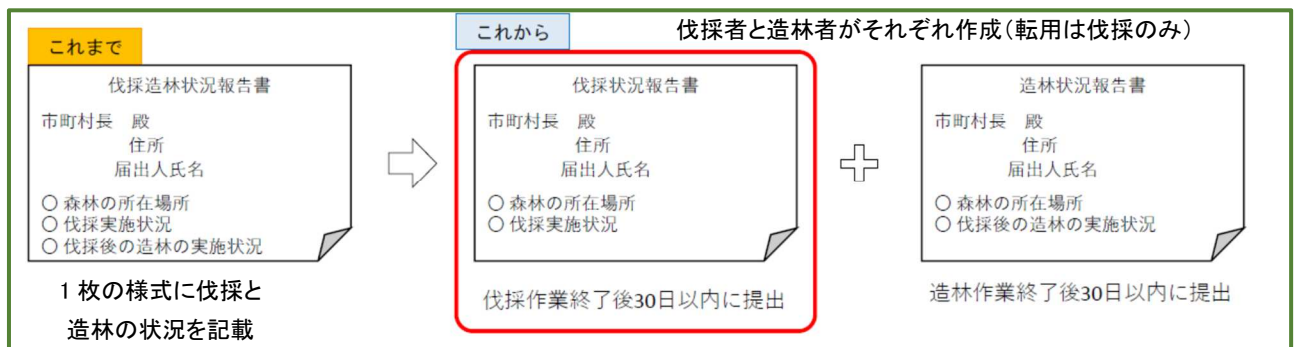 これまで
伐採造林状況報告書
市町村長　殿
住所
届出人氏名
○ 森林の所在場所
○ 伐採実施状況
○ 伐採後の造林の実施状況
1 枚の様式に伐採と
造林の状況を記載
これから
伐採者と造林者がそれぞれ作成(転用は伐採のみ)
伐採状況報告書
市町村長　殿
住所
届出人氏名
○ 森林の所在場所
○ 伐採実施状況
伐採作業終了後30日以内に提出
造林状況報告書
市町村長　殿
住所
届出人氏名
○ 森林の所在場所
○ 伐採後の造林の実施状況
造林作業終了後30日以内に提出